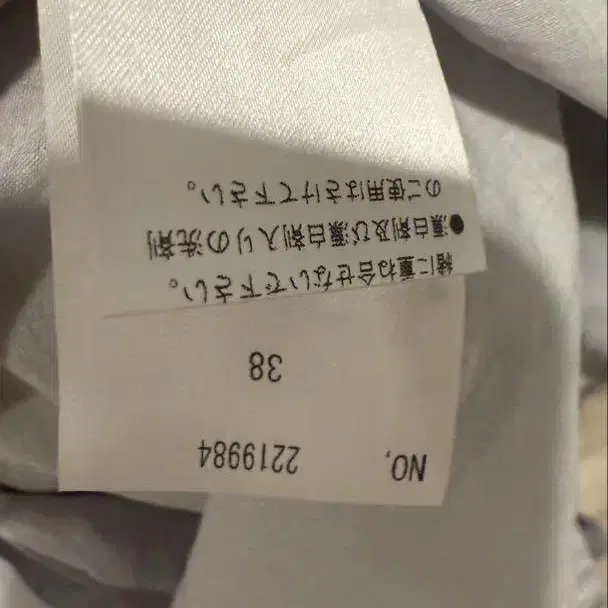 NO. 2219984
38
緒に重ね合せないで下さい。
●漂白剤及び漂白剤入りの洗剤
のご使用はさけて下さい。